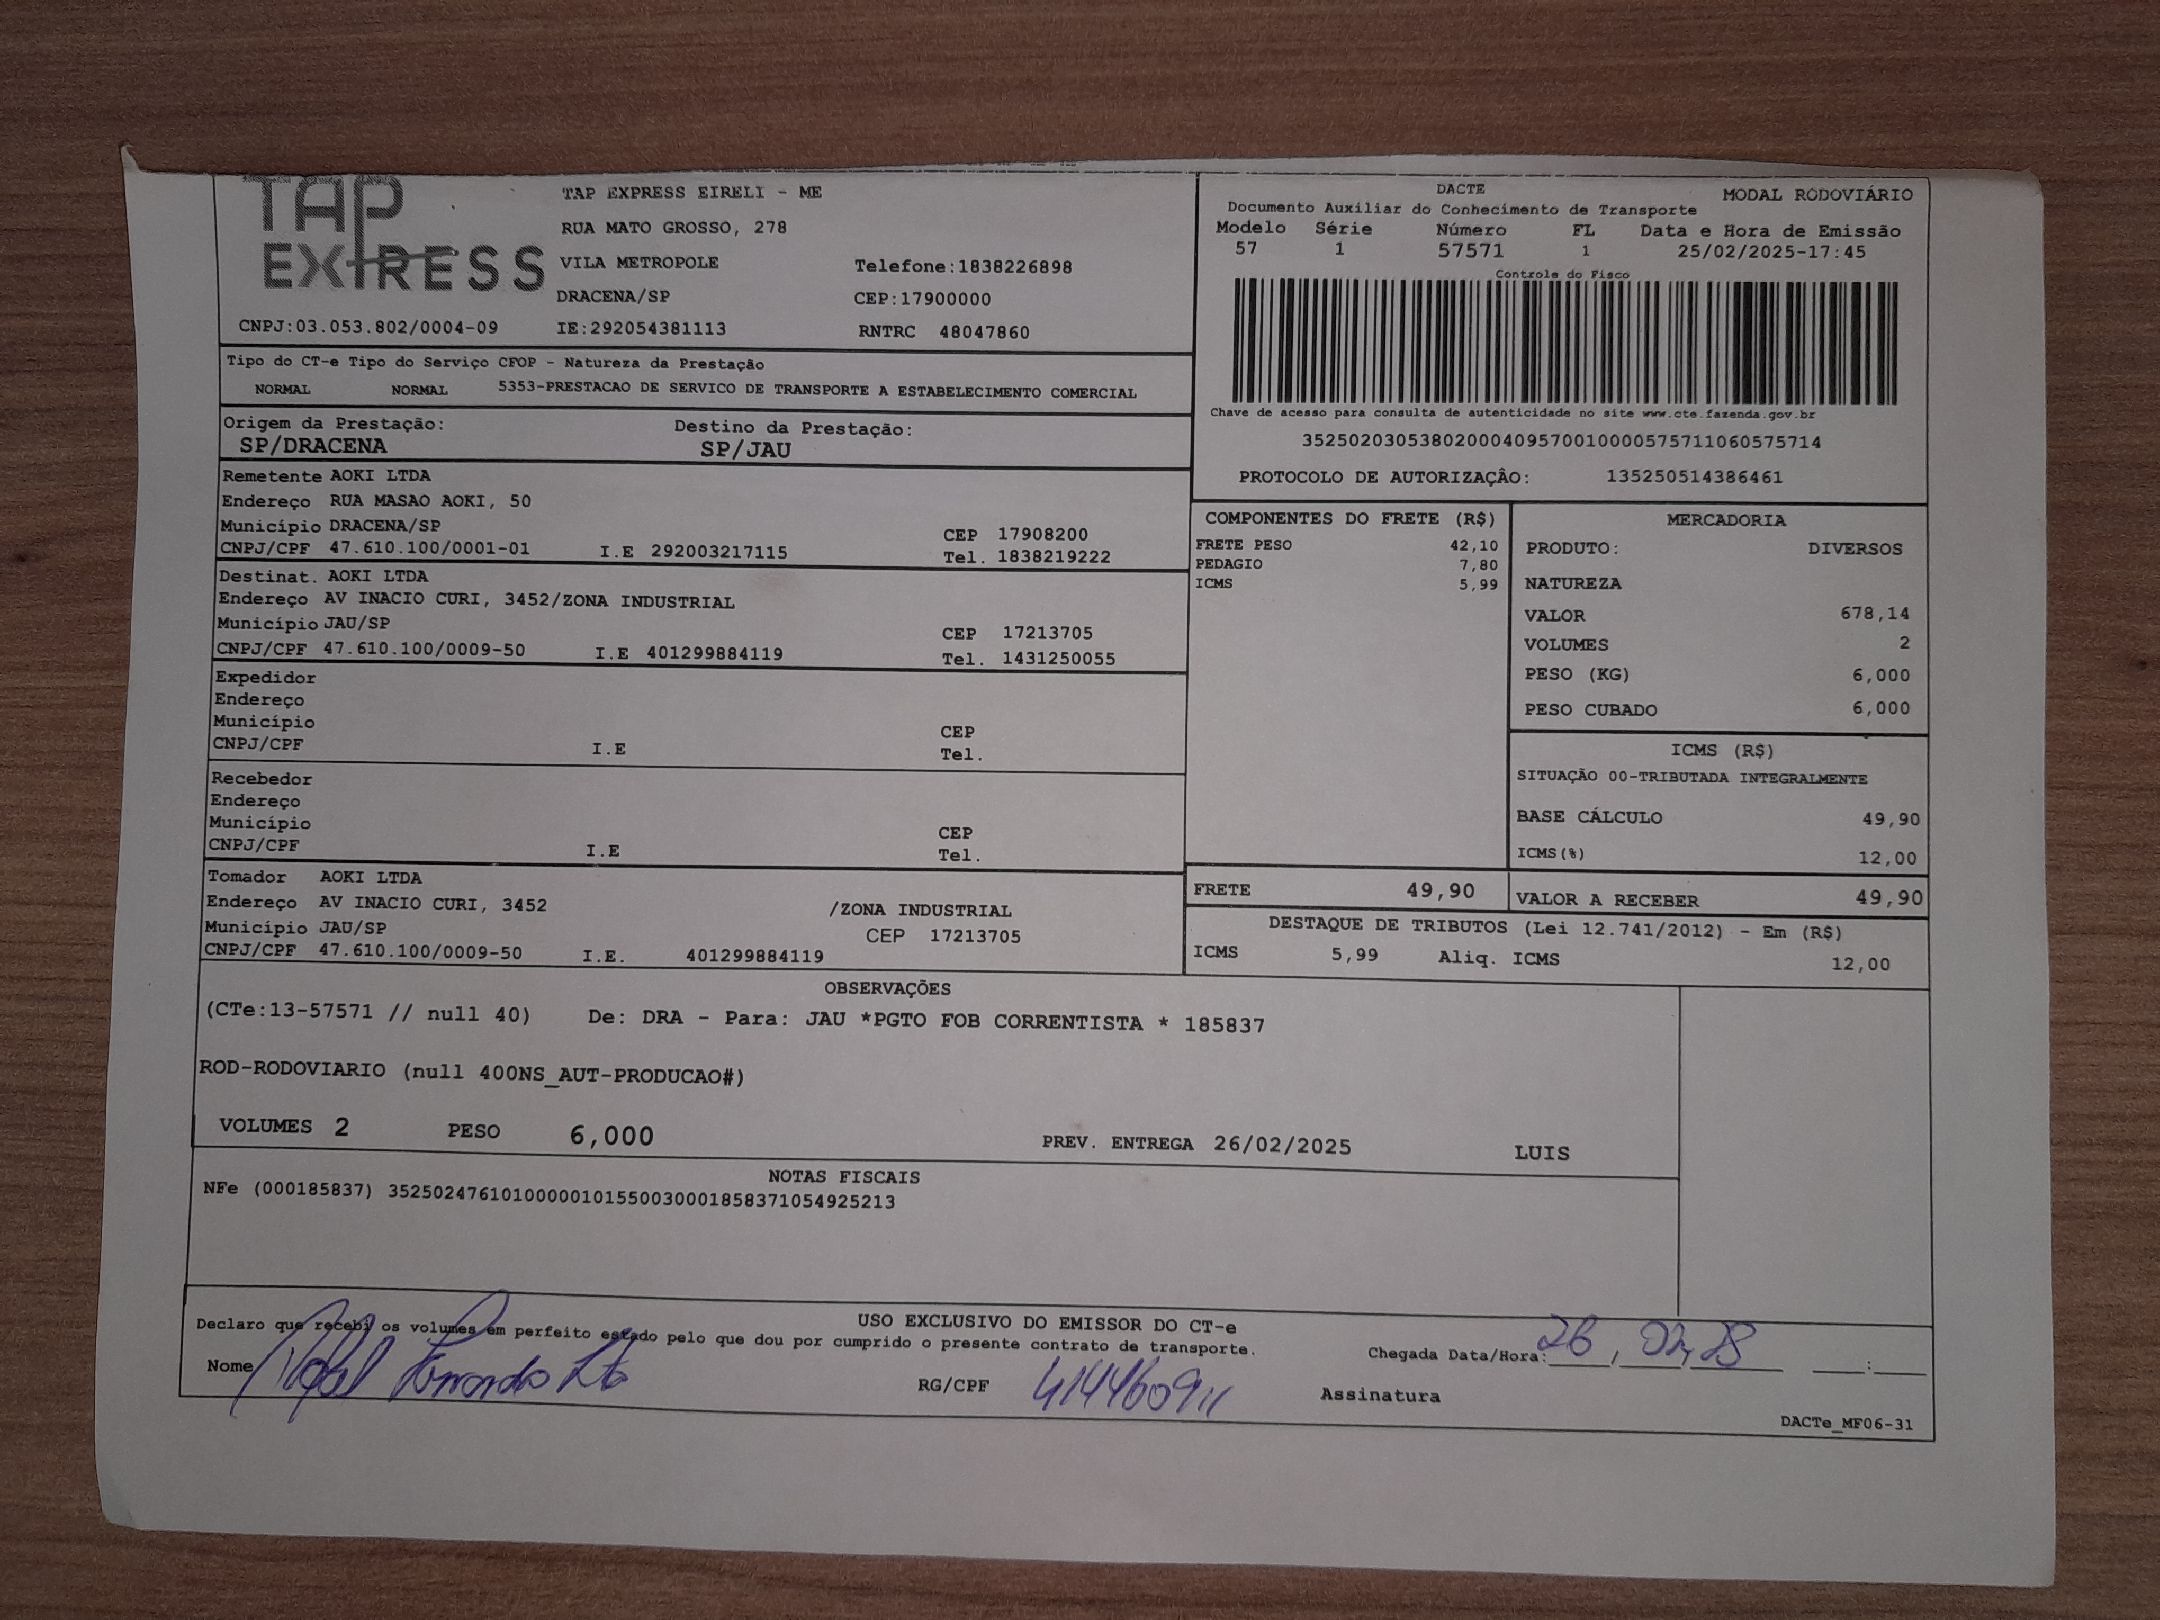 TAP EXPRESS
TAP EXPRESS EIRELI - ME
RUA MATO GROSSO, 278
VILA METROPOLE Telefone:1838226898
DRACENA/SP CEP:17900000
CNPJ:03.053.802/0004-09 IE:292054381113 RNTRC 48047860
DACTE MODAL RODOVIÁRIO
Documento Auxiliar do Conhecimento de Transporte
Modelo Série Número FL Data e Hora de Emissão
57 1 57571 1 25/02/2025-17:45
Controle do Fisco
Chave de acesso para consulta de autenticidade no site www.cte.fazenda.gov.br
35250203053802000409570010000575711060575714
PROTOCOLO DE AUTORIZAÇÂO: 135250514386461
Tipo do CT-e Tipo do Serviço CFOP - Natureza da Prestação
NORMAL NORMAL 5353-PRESTACAO DE SERVICO DE TRANSPORTE A ESTABELECIMENTO COMERCIAL
Origem da Prestação: Destino da Prestação:
SP/DRACENA SP/JAU
Remetente AOKI LTDA
Endereço RUA MASAO AOKI, 50
Município DRACENA/SP CEP 17908200
CNPJ/CPF 47.610.100/0001-01 I.E 292003217115 Tel. 1838219222
Destinat. AOKI LTDA
Endereço AV INACIO CURI, 3452/ZONA INDUSTRIAL
Município JAU/SP CEP 17213705
CNPJ/CPF 47.610.100/0009-50 I.E 401299884119 Tel. 1431250055
Expedidor
Endereço
Município CEP
CNPJ/CPF I.E Tel.
Recebedor
Endereço
Município CEP
CNPJ/CPF I.E Tel.
Tomador AOKI LTDA
Endereço AV INACIO CURI, 3452 /ZONA INDUSTRIAL
Município JAU/SP CEP 17213705
CNPJ/CPF 47.610.100/0009-50 I.E. 401299884119
COMPONENTES DO FRETE (R$)
FRETE PESO 42,10
PEDAGIO 7,80
ICMS 5,99
MERCADORIA
PRODUTO: DIVERSOS
NATUREZA
VALOR 678,14
VOLUMES 2
PESO (KG) 6,000
PESO CUBADO 6,000
ICMS (R$)
SITUAÇÃO 00-TRIBUTADA INTEGRALMENTE
BASE CÁLCULO 49,90
ICMS(%) 12,00
FRETE 49,90 VALOR A RECEBER 49,90
DESTAQUE DE TRIBUTOS (Lei 12.741/2012) - Em (R$)
ICMS 5,99 Aliq. ICMS 12,00
OBSERVAÇÕES
(CTe:13-57571 // null 40) De: DRA - Para: JAU *PGTO FOB CORRENTISTA * 185837
ROD-RODOVIARIO (null 400NS_AUT-PRODUCAO#)
VOLUMES 2 PESO 6,000 PREV. ENTREGA 26/02/2025 LUIS
NOTAS FISCAIS
NFe (000185837) 35250247610100000101550030001858371054925213
USO EXCLUSIVO DO EMISSOR DO CT-e
Declaro que recebi os volumes em perfeito estado pelo que dou por cumprido o presente contrato de transporte.
Chegada Data/Hora: 26, 02, 25 :
Nome RG/CPF 414460911 Assinatura
DACTe_MF06-31